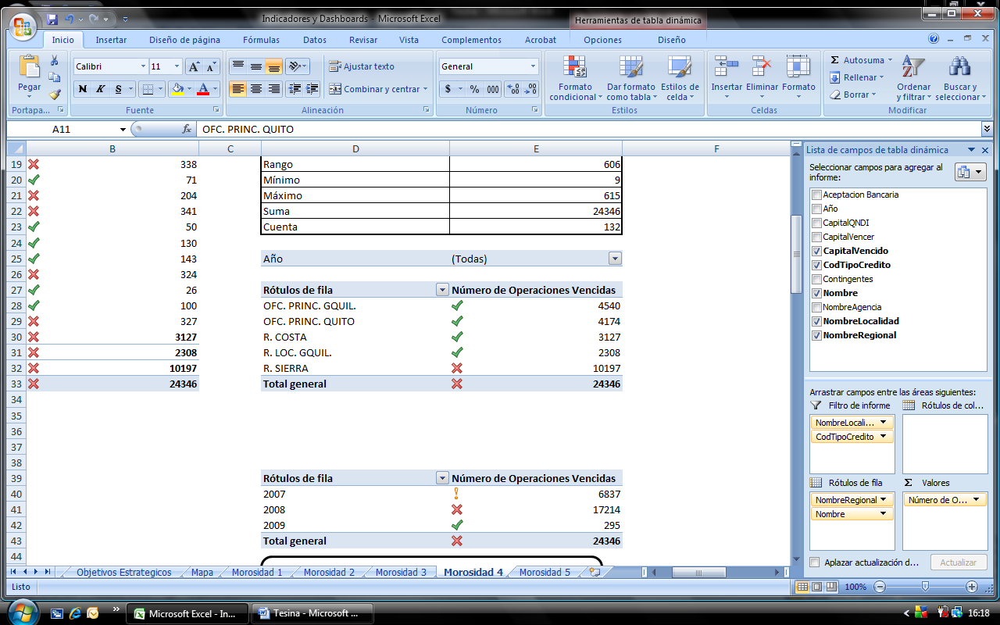 Indicadores y Dashboards - Microsoft Excel
Herramientas de tabla dinámica
Inicio Insertar Diseño de página Fórmulas Datos Revisar Vista Complementos Acrobat Opciones Diseño
Pegar
Portapa...
Calibri 11
N K S
Fuente
Ajustar texto
Combinar y centrar
Alineación
General
$ % 000
Número
Formato condicional
Dar formato como tabla
Estilos de celda
Estilos
Insertar Eliminar Formato
Celdas
Autosuma
Rellenar
Borrar
Ordenar y filtrar
Buscar y seleccionar
Modificar
A11 fx OFC. PRINC. QUITO
B C D E F
19 338 Rango 606
20 71 Mínimo 9
21 204 Máximo 615
22 341 Suma 24346
23 50 Cuenta 132
24 130
25 143 Año (Todas)
26 324
27 26 Rótulos de fila Número de Operaciones Vencidas
28 100 OFC. PRINC. GQUIL. 4540
29 327 OFC. PRINC. QUITO 4174
30 3127 R. COSTA 3127
31 2308 R. LOC. GQUIL. 2308
32 10197 R. SIERRA 10197
33 24346 Total general 24346
34
35
36
37
38
39 Rótulos de fila Número de Operaciones Vencidas
40 2007 6837
41 2008 17214
42 2009 295
43 Total general 24346
44
Lista de campos de tabla dinámica
Seleccionar campos para agregar al
informe:
Aceptacion Bancaria
Año
CapitalQNDI
CapitalVencer
CapitalVencido
CodTipoCredito
Contingentes
Nombre
NombreAgencia
NombreLocalidad
NombreRegional
Arrastrar campos entre las áreas siguientes:
Filtro de informe Rótulos de col...
NombreLocali...
CodTipoCredito
Rótulos de fila Σ Valores
NombreRegional Número de O...
Nombre
Aplazar actualización d... Actualizar
Objetivos Estrategicos Mapa Morosidad 1 Morosidad 2 Morosidad 3 Morosidad 4 Morosidad 5
Listo 100%
Microsoft Excel - In... Tesina - Microsoft ... 16:18